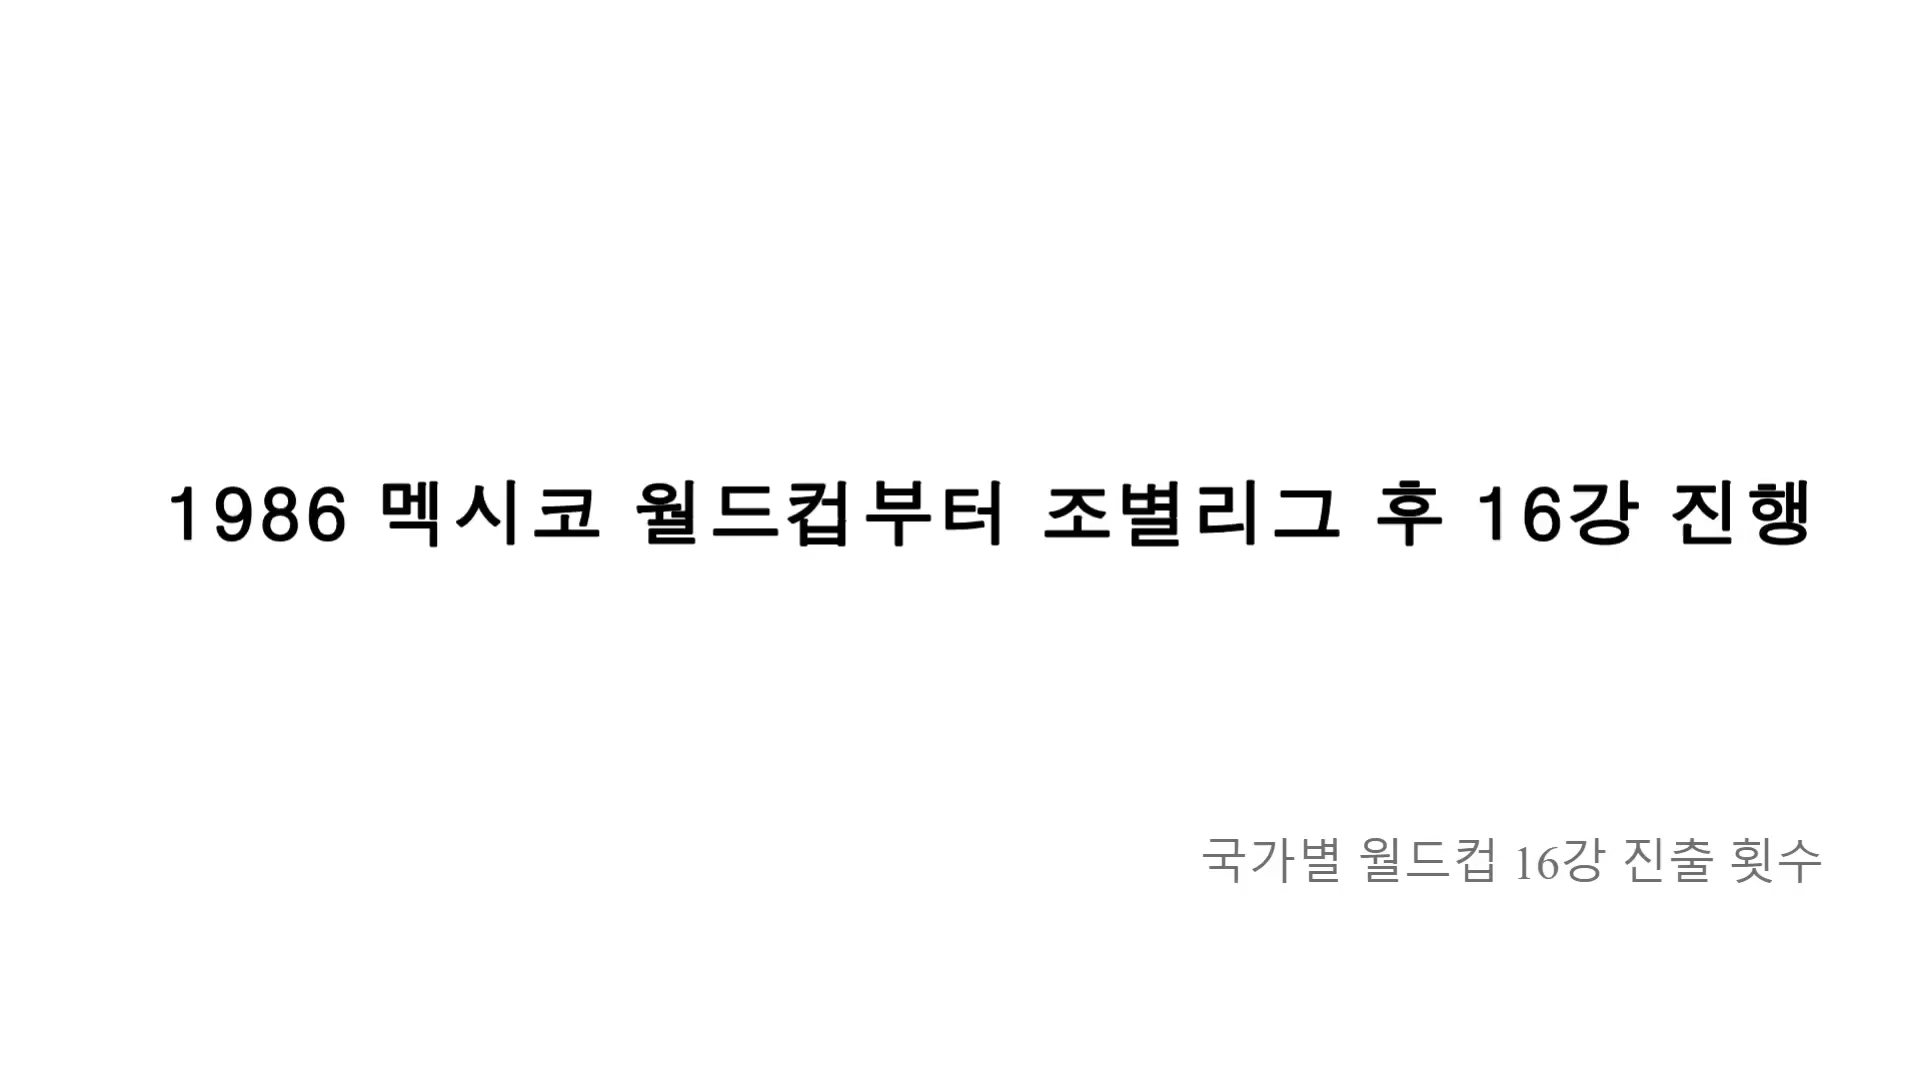 1986 멕시코 월드컵부터 조별리그 후 16강 진행
국가별 월드컵 16강 진출 횟수